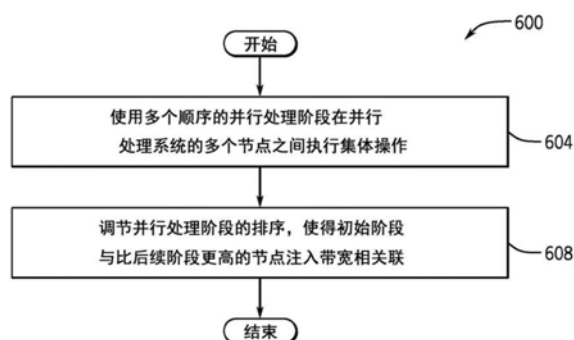 开始
600
使用多个顺序的并行处理阶段在并行
处理系统的多个节点之间执行集体操作
604
调节并行处理阶段的排序，使得初始阶段
与比后续阶段更高的节点注入带宽相关联
608
结束